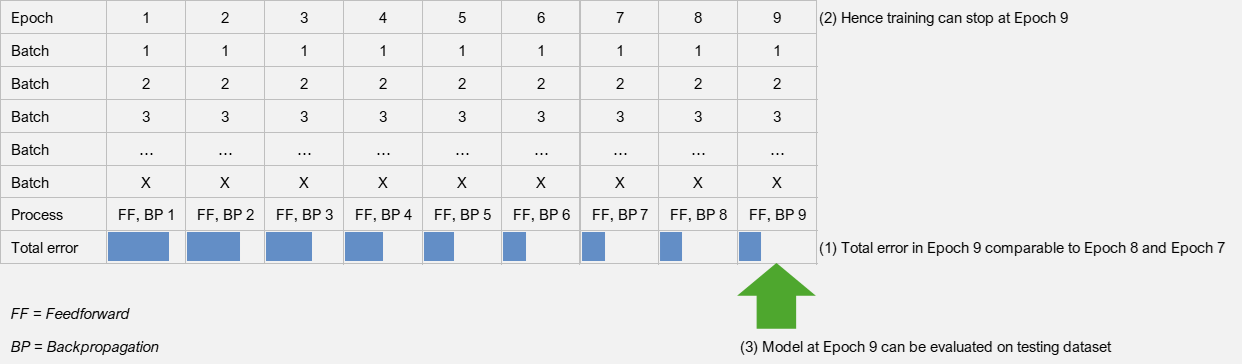 Epoch 1 2 3 4 5 6 7 8 9 (2) Hence training can stop at Epoch 9
Batch 1 1 1 1 1 1 1 1 1
Batch 2 2 2 2 2 2 2 2 2
Batch 3 3 3 3 3 3 3 3 3
Batch ... ... ... ... ... ... ... ... ...
Batch X X X X X X X X X
Process FF, BP 1 FF, BP 2 FF, BP 3 FF, BP 4 FF, BP 5 FF, BP 6 FF, BP 7 FF, BP 8 FF, BP 9
Total error (1) Total error in Epoch 9 comparable to Epoch 8 and Epoch 7
FF = Feedforward
BP = Backpropagation
(3) Model at Epoch 9 can be evaluated on testing dataset